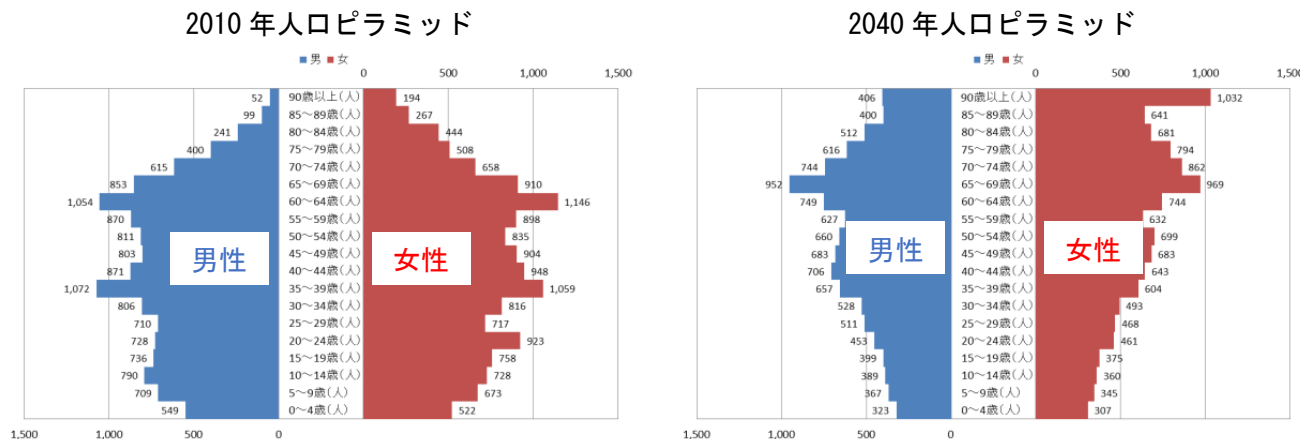 2010 年人口ピラミッド
■男 ■女
0 500 1,000 1,500
52 90歳以上(人) 194
99 85～89歳(人) 267
241 80～84歳(人) 444
400 75～79歳(人) 508
615 70～74歳(人) 658
853 65～69歳(人) 910
1,054 60～64歳(人) 1,146
870 55～59歳(人) 898
811 50～54歳(人) 835
803 45～49歳(人) 904
871 40～44歳(人) 948
1,072 35～39歳(人) 1,059
806 30～34歳(人) 816
710 25～29歳(人) 717
728 20～24歳(人) 923
736 15～19歳(人) 758
790 10～14歳(人) 728
709 5～9歳(人) 673
549 0～4歳(人) 522
男性 女性
1,500 1,000 500 0
2040 年人口ピラミッド
■男 ■女
0 500 1,000 1,500
406 90歳以上(人) 1,032
400 85～89歳(人) 641
512 80～84歳(人) 681
616 75～79歳(人) 794
744 70～74歳(人) 862
952 65～69歳(人) 969
749 60～64歳(人) 744
627 55～59歳(人) 632
660 50～54歳(人) 699
683 45～49歳(人) 683
706 40～44歳(人) 643
657 35～39歳(人) 604
528 30～34歳(人) 493
511 25～29歳(人) 468
453 20～24歳(人) 461
399 15～19歳(人) 375
389 10～14歳(人) 360
367 5～9歳(人) 345
323 0～4歳(人) 307
男性 女性
1,500 1,000 500 0